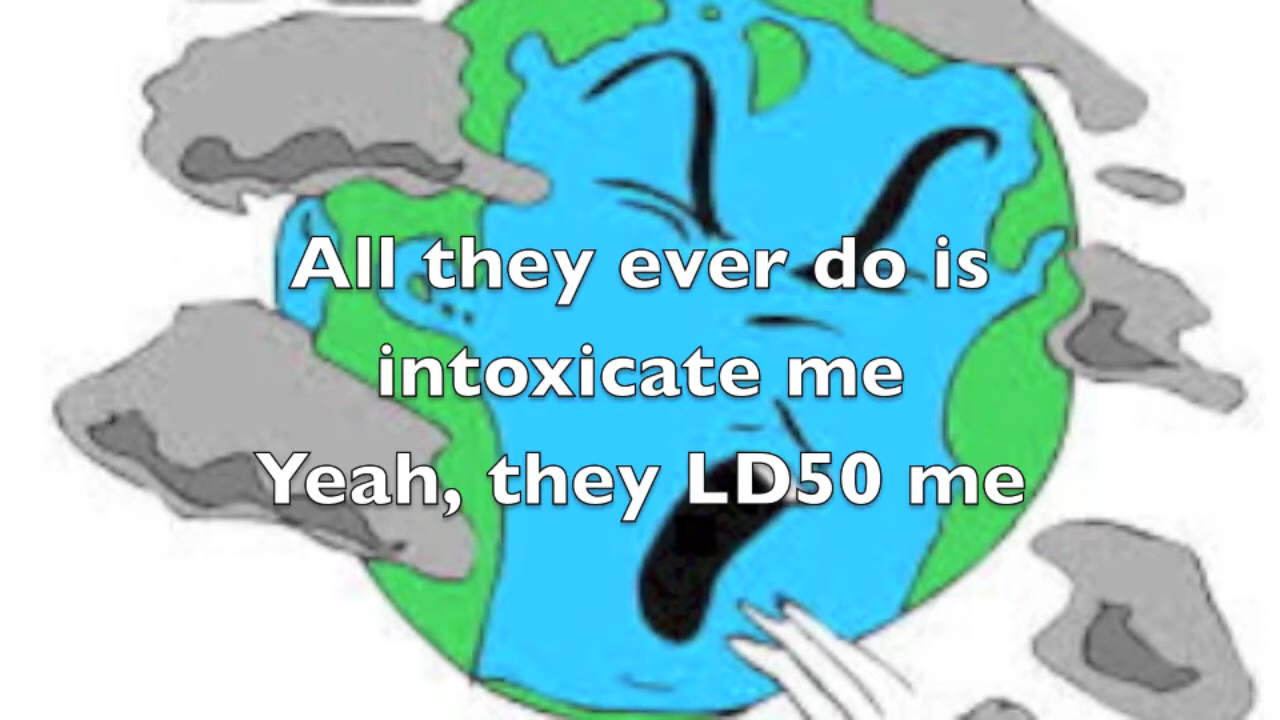 All they ever do is
intoxicate me
Yeah, they LD50 me